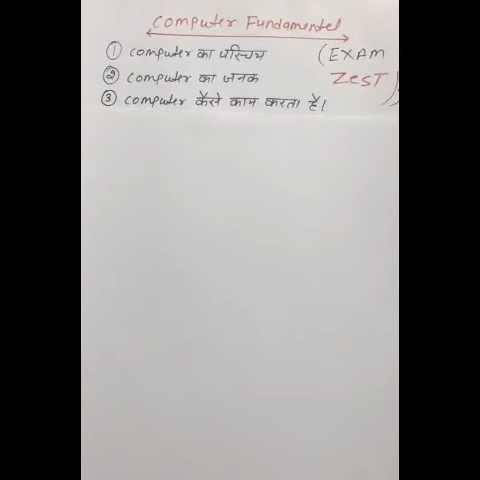 Computer Fundamentel
① Computer का परिचय (EXAM
② Computer का जनक ZEST)
③ Computer कैसे काम करता है।